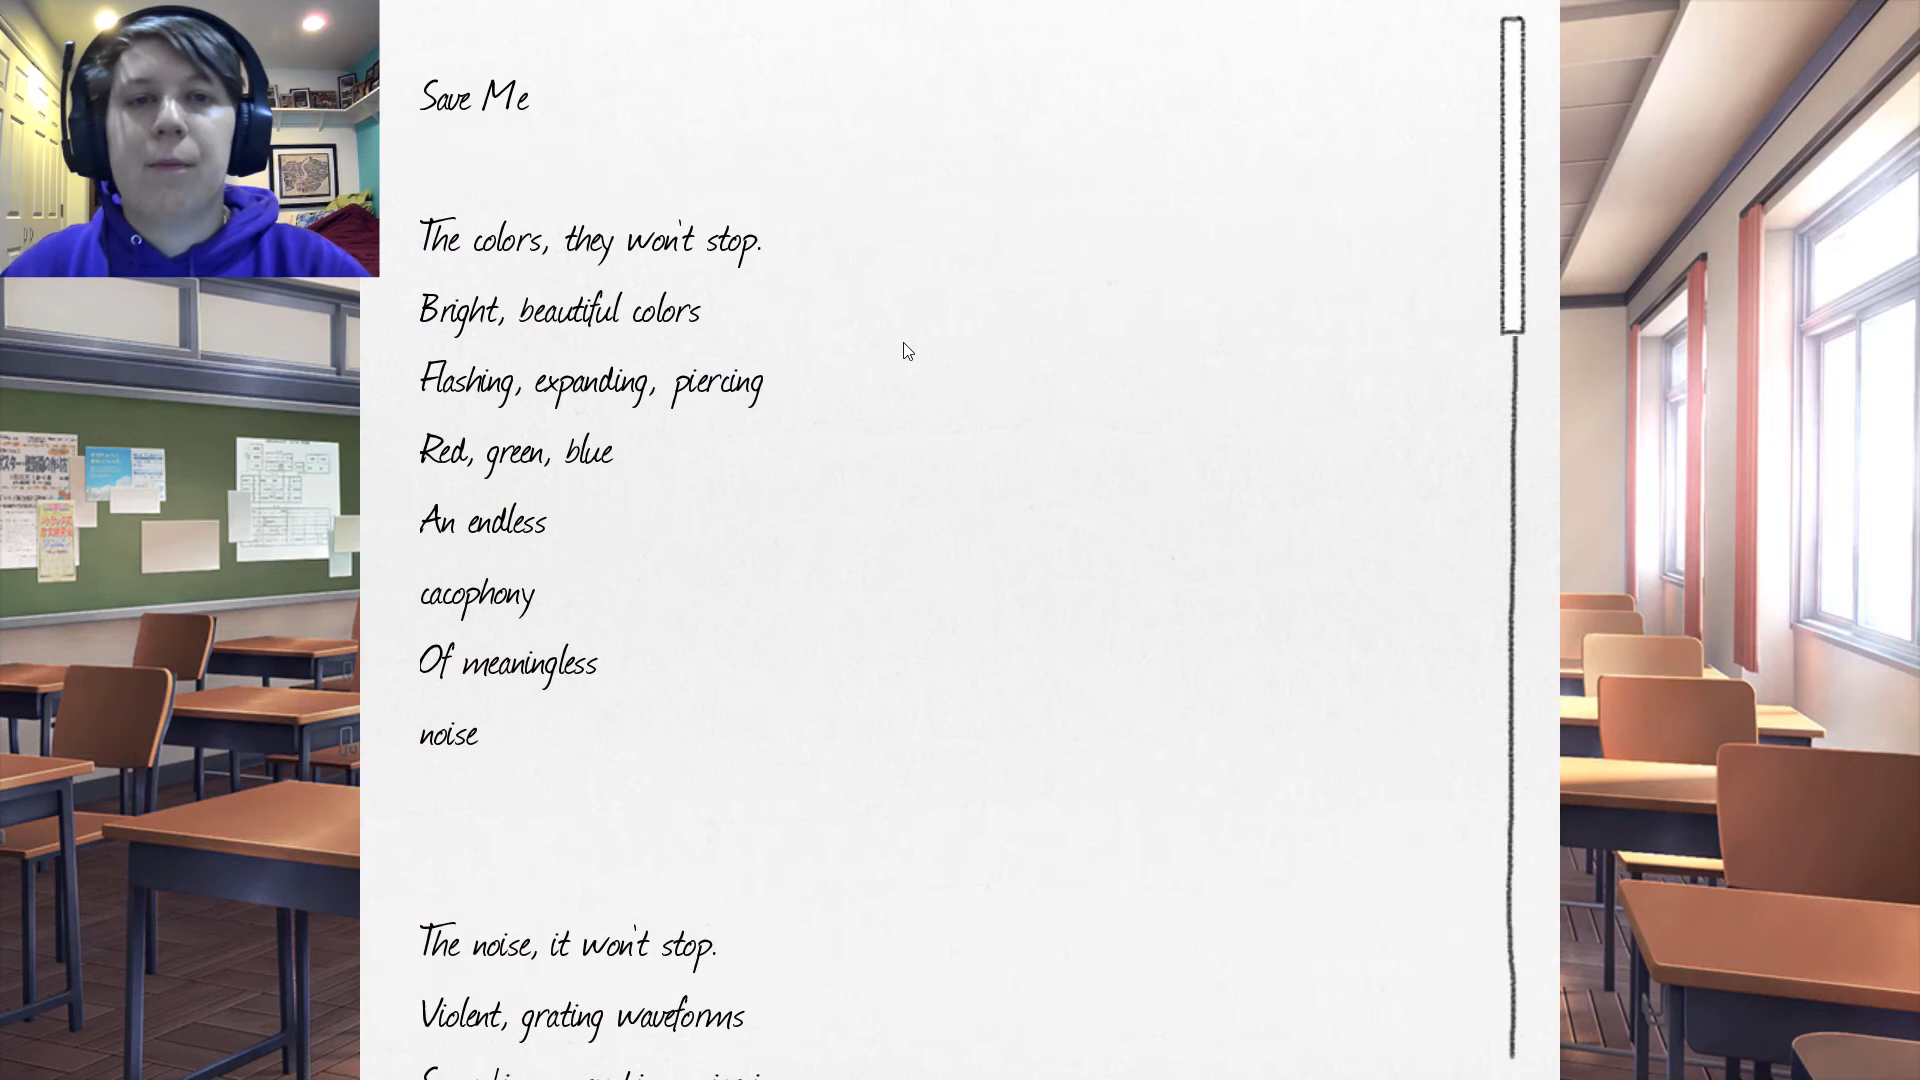 Save Me
The colors, they won't stop.
Bright, beautiful colors
Flashing, expanding, piercing
Red, green, blue
An endless
cacophony
Of meaningless
noise
The noise, it won't stop.
Violent, grating waveforms